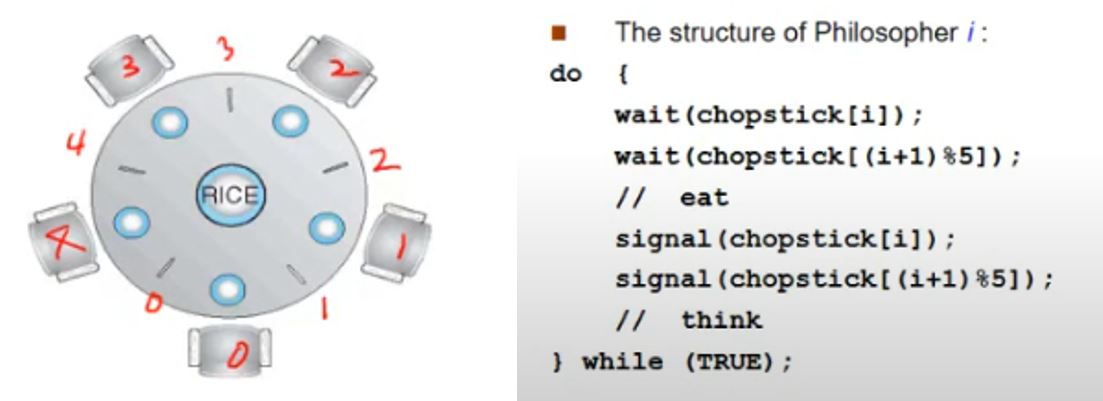 3
3
2
4
2
RICE
4
1
0
1
0
■ The structure of Philosopher i :
do {
wait(chopstick[i]);
wait(chopstick[(i+1)%5]);
// eat
signal(chopstick[i]);
signal(chopstick[(i+1)%5]);
// think
} while (TRUE);